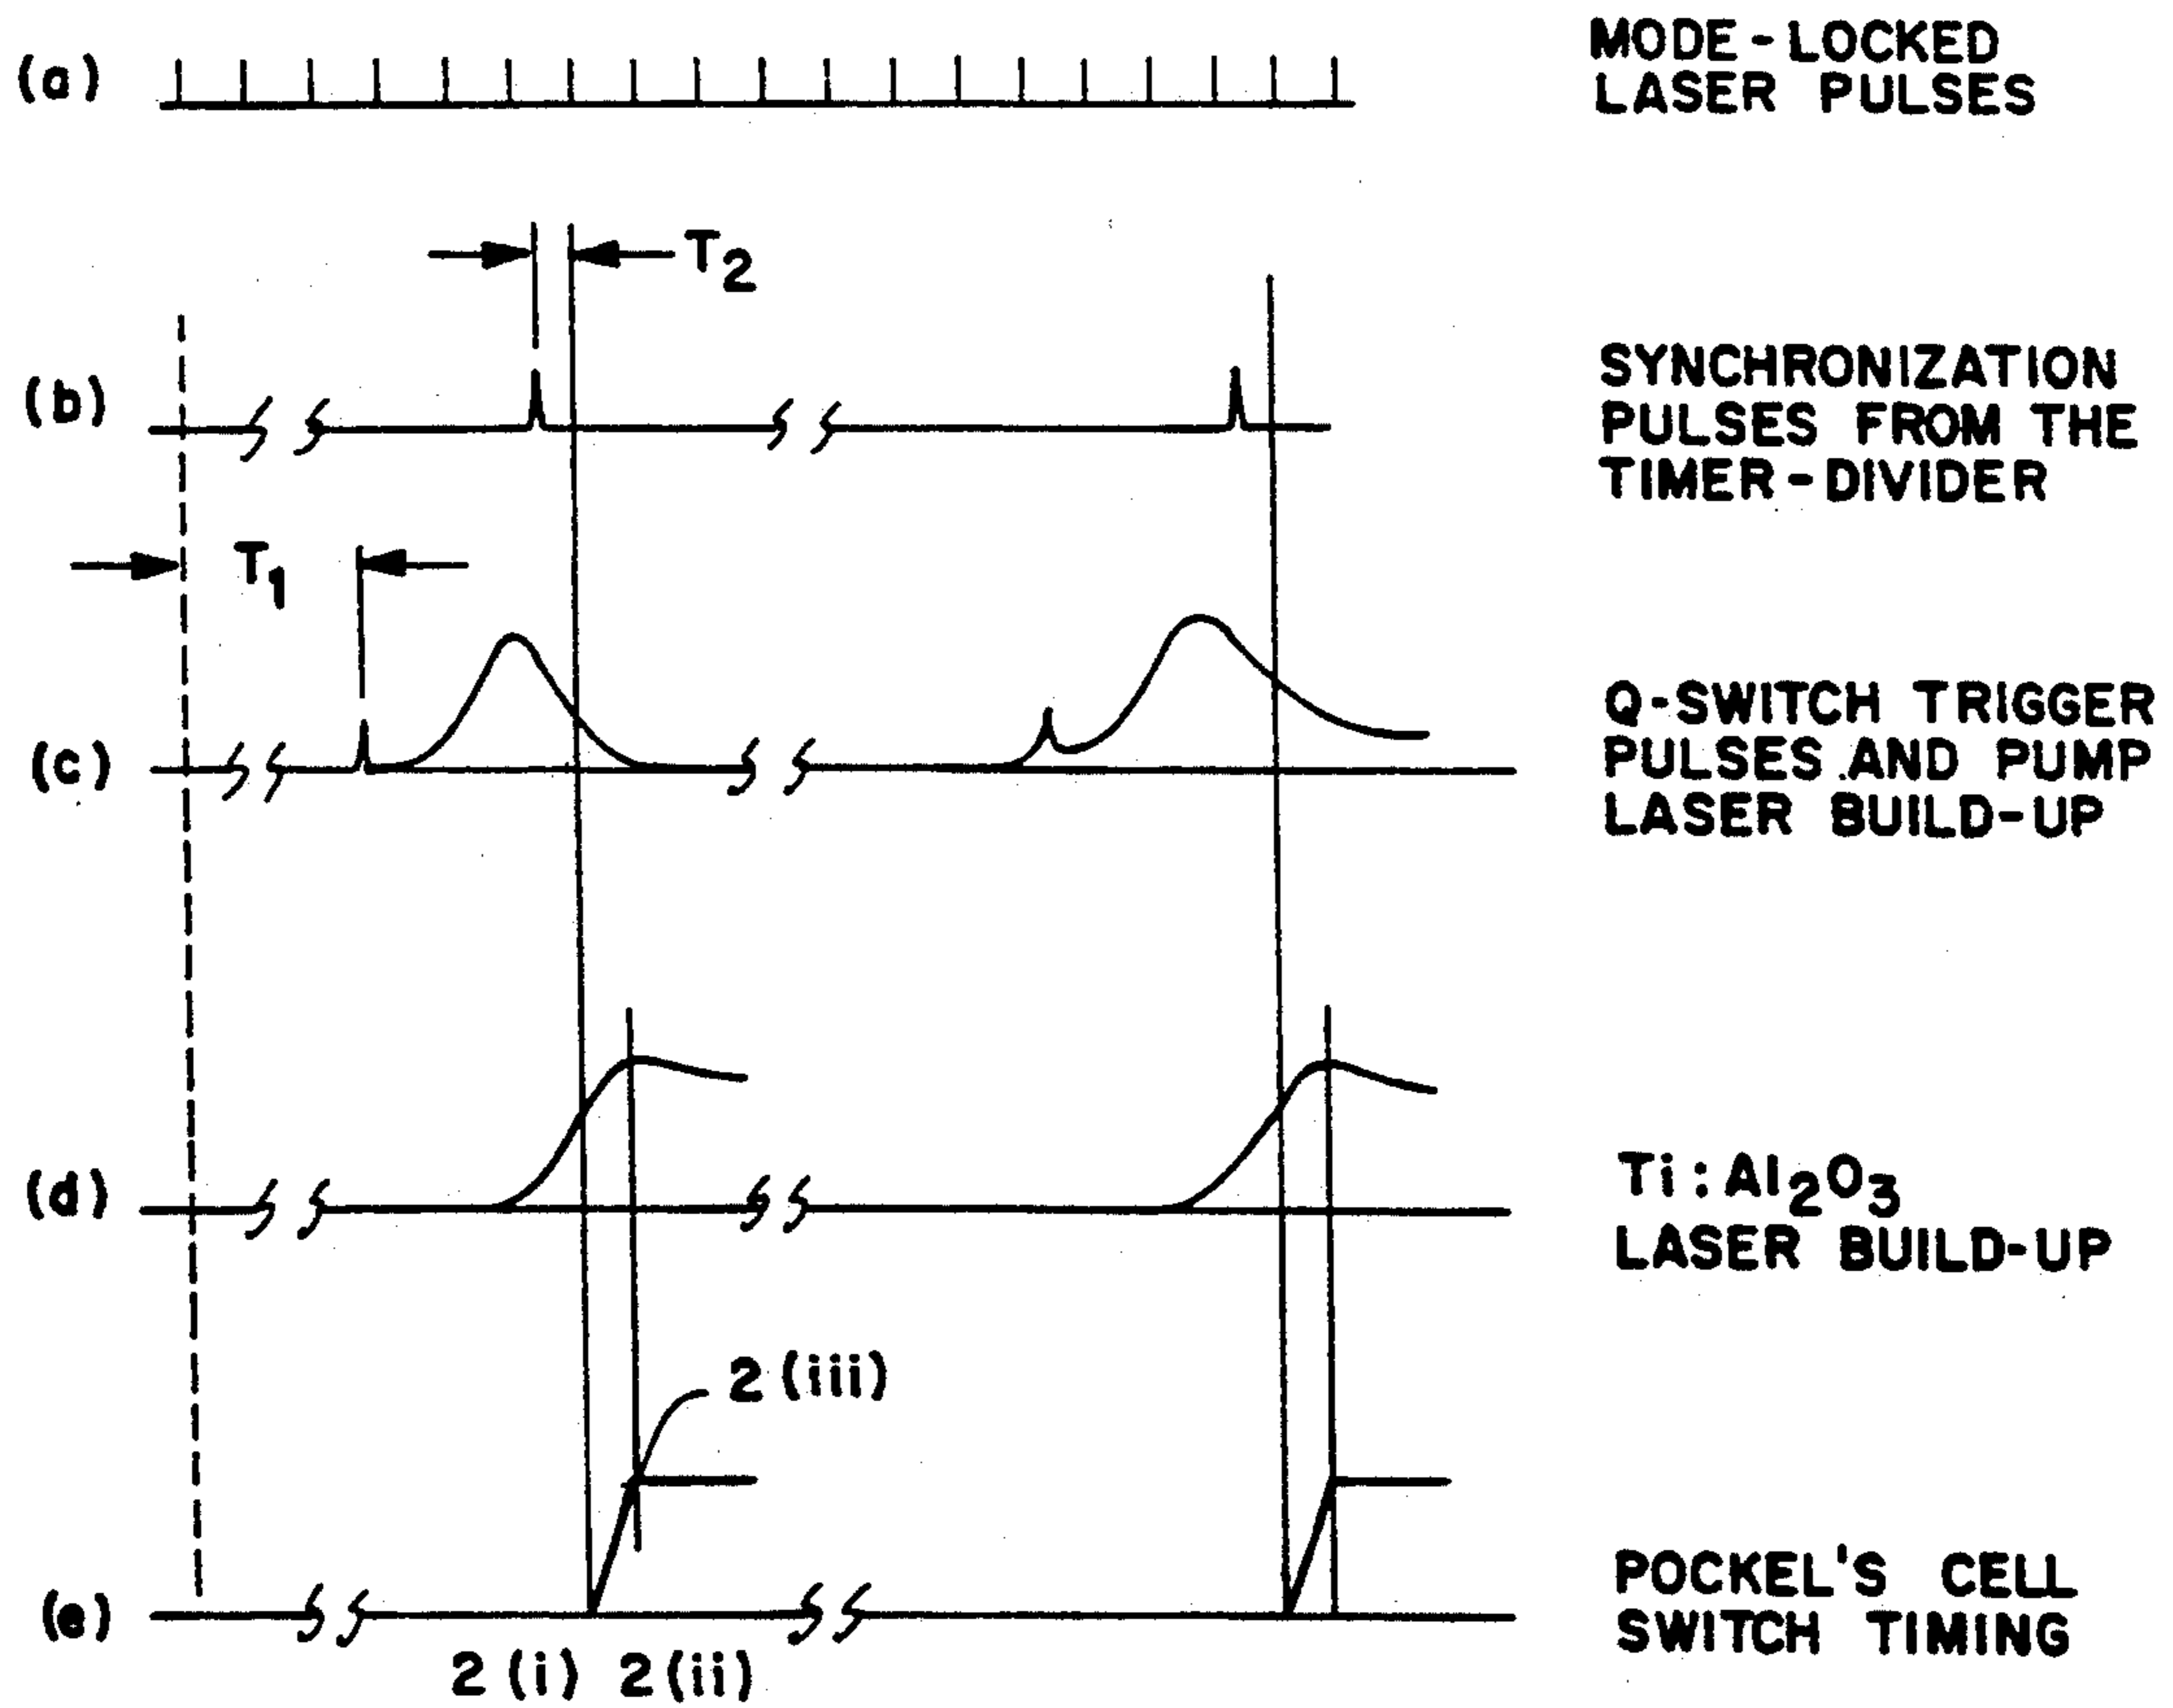 (a)
MODE-LOCKED
LASER PULSES
T2
(b)
SYNCHRONIZATION
PULSES FROM THE
TIMER-DIVIDER
T1
(c)
Q-SWITCH TRIGGER
PULSES AND PUMP
LASER BUILD-UP
(d)
Ti:Al2O3
LASER BUILD-UP
2(iii)
(e)
POCKEL'S CELL
SWITCH TIMING
2(i) 2(ii)